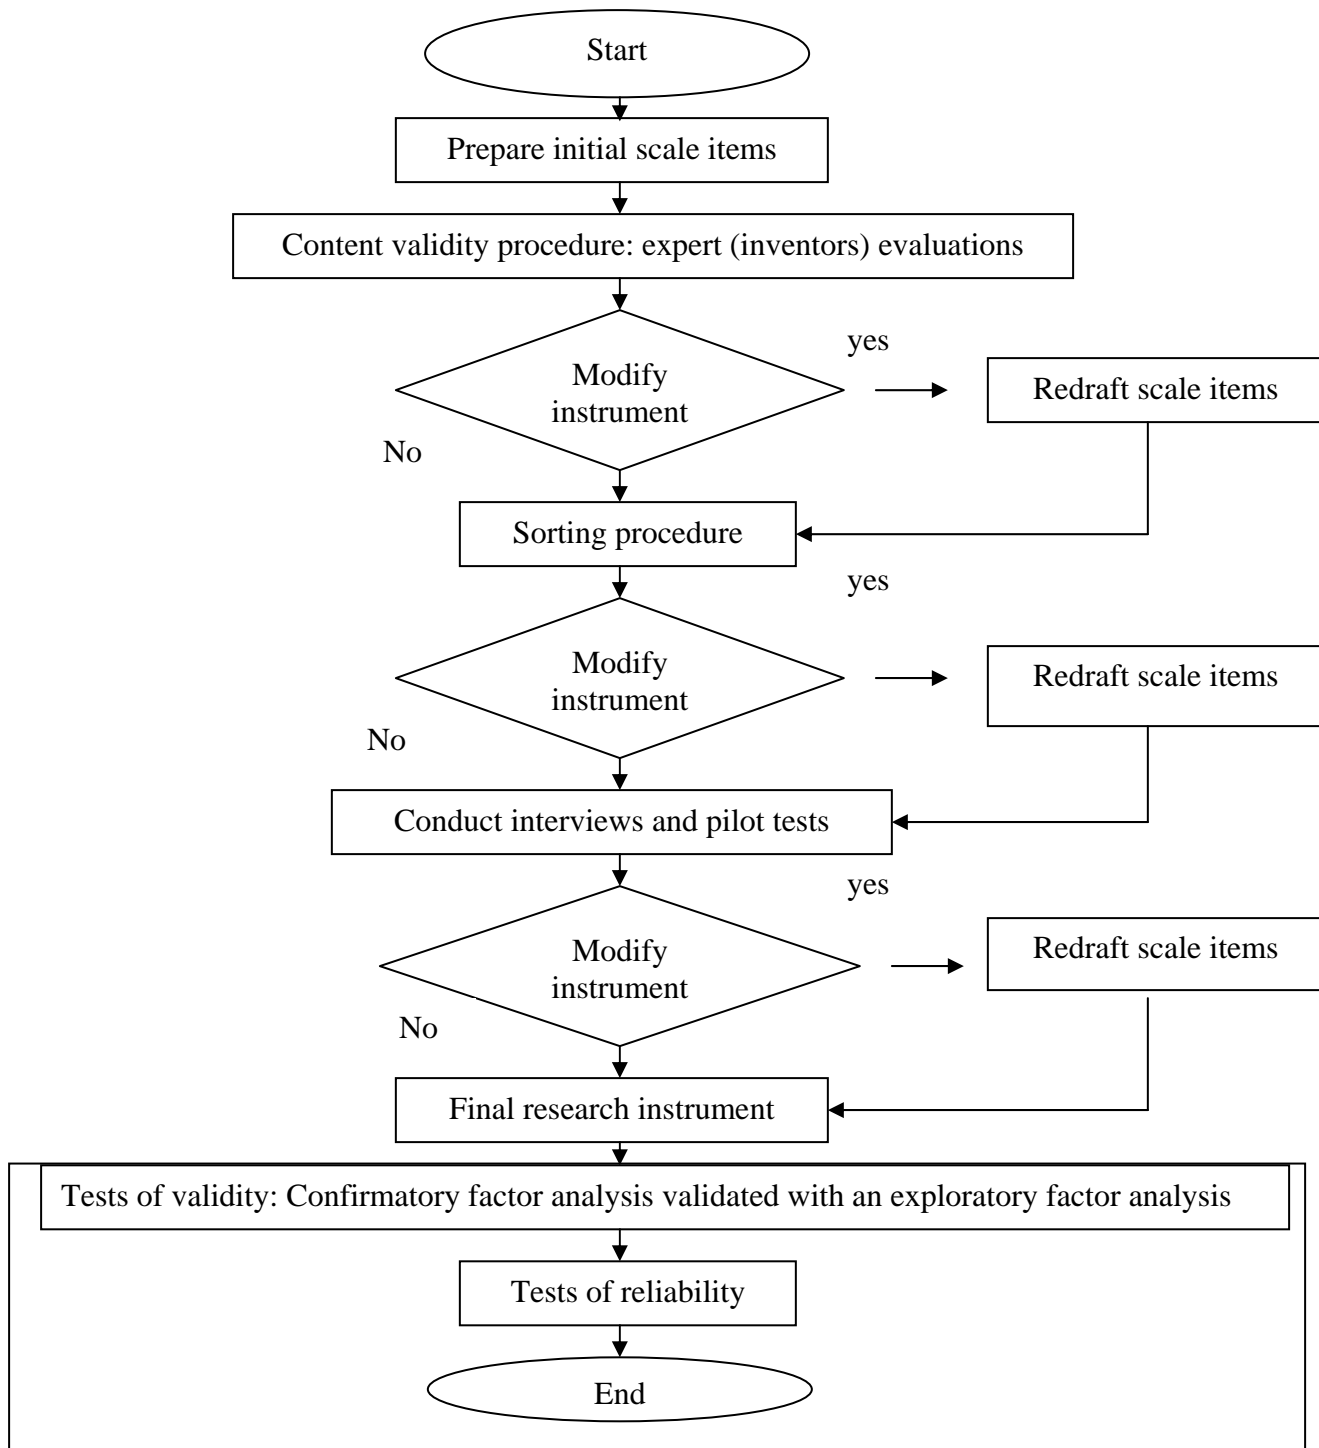 Start
Prepare initial scale items
Content validity procedure: expert (inventors) evaluations
yes
Modify
instrument
Redraft scale items
No
Sorting procedure
yes
Modify
instrument
Redraft scale items
No
Conduct interviews and pilot tests
yes
Modify
instrument
Redraft scale items
No
Final research instrument
Tests of validity: Confirmatory factor analysis validated with an exploratory factor analysis
Tests of reliability
End